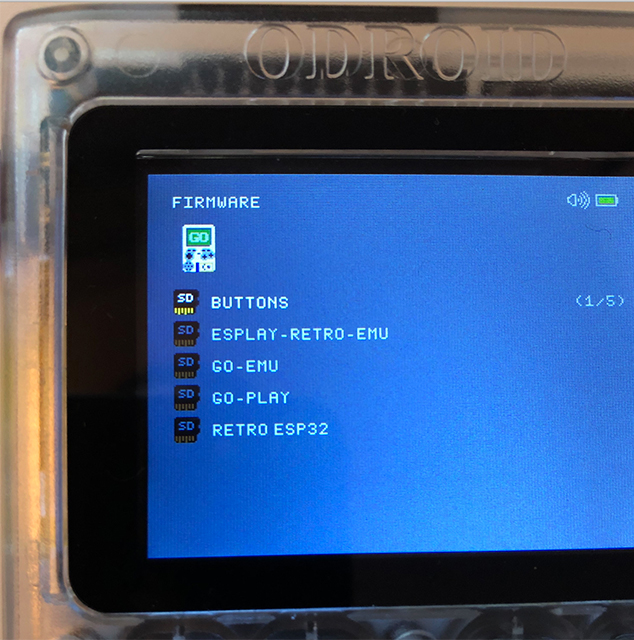 ODROID
FIRMWARE
GO
SD BUTTONS (1/5)
SD ESPLAY-RETRO-EMU
SD GO-EMU
SD GO-PLAY
SD RETRO ESP32